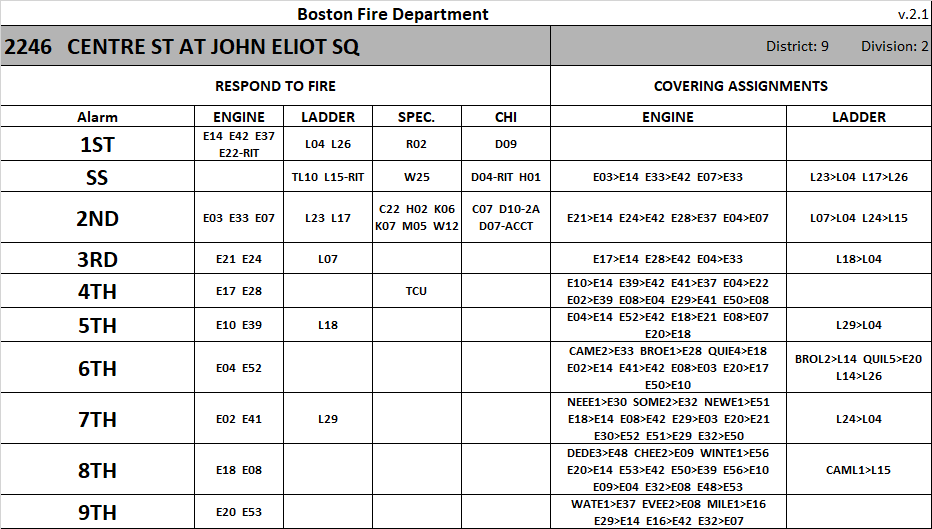 Boston Fire Department v.2.1
2246 CENTRE ST AT JOHN ELIOT SQ District: 9 Division: 2
RESPOND TO FIRE COVERING ASSIGNMENTS
Alarm ENGINE LADDER SPEC. CHI ENGINE LADDER
1ST E14 E42 E37 L04 L26 R02 D09
E22-RIT
SS TL10 L15-RIT W25 D04-RIT H01 E03>E14 E33>E42 E07>E33 L23>L04 L17>L26
2ND E03 E33 E07 L23 L17 C22 H02 K06 C07 D10-2A E21>E14 E24>E42 E28>E37 E04>E07 L07>L04 L24>L15
K07 M05 W12 D07-ACCT
3RD E21 E24 L07 E17>E14 E28>E42 E04>E33 L18>L04
4TH E17 E28 TCU E10>E14 E39>E42 E41>E37 E04>E22
E02>E39 E08>E04 E29>E41 E50>E08
5TH E10 E39 L18 E04>E14 E52>E42 E18>E21 E08>E07 L29>L04
E20>E18
6TH E04 E52 CAME2>E33 BROE1>E28 QUIE4>E18 BROL2>L14 QUIL5>E20
E02>E14 E41>E42 E08>E03 E20>E17 L14>L26
E50>E10
7TH E02 E41 L29 NEEE1>E30 SOME2>E32 NEWE1>E51 L24>L04
E18>E14 E08>E42 E29>E03 E20>E21
E30>E52 E51>E29 E32>E50
8TH E18 E08 DEDE3>E48 CHEE2>E09 WINTE1>E56 CAML1>L15
E20>E14 E53>E42 E50>E39 E56>E10
E09>E04 E32>E08 E48>E53
9TH E20 E53 WATE1>E37 EVEE2>E08 MILE1>E16
E29>E14 E16>E42 E32>E07